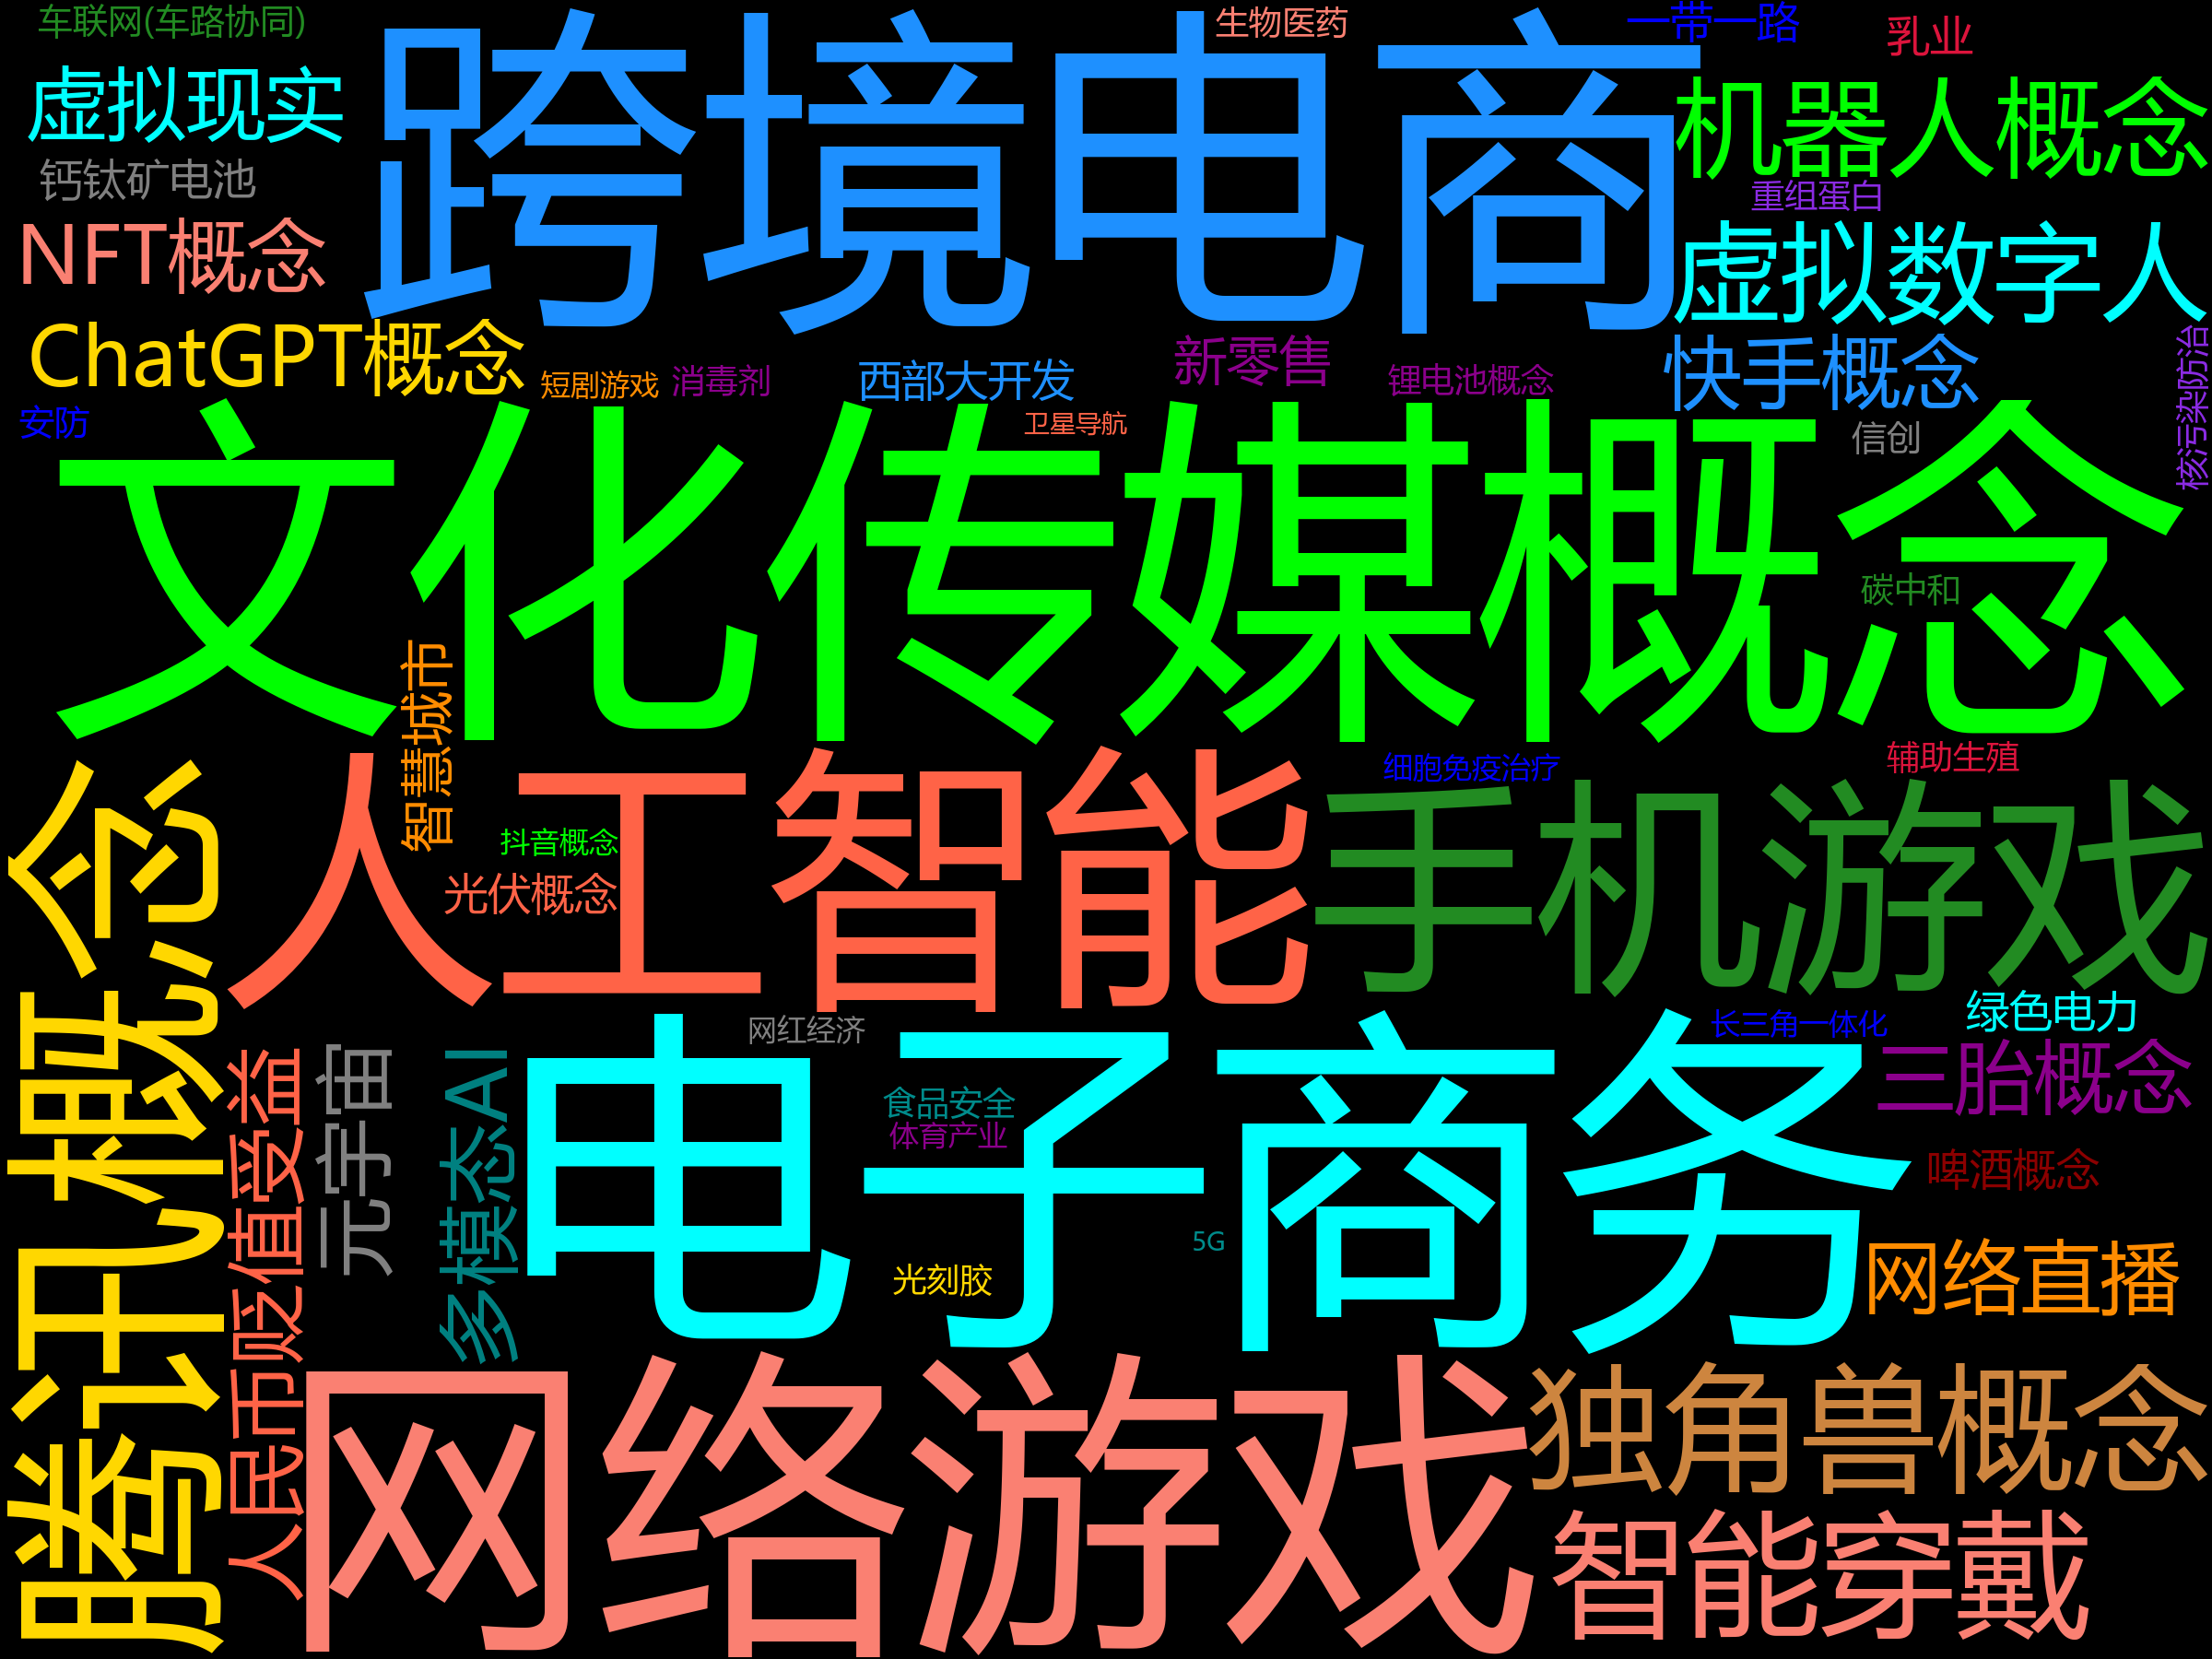 车联网(车路协同)
跨境电商
生物医药
一带一路
乳业
虚拟现实
机器人概念
钙钛矿电池
重组蛋白
NFT概念
虚拟数字人
ChatGPT概念
短剧游戏
消毒剂
西部大开发
新零售
锂电池概念
快手概念
核污染防治
安防
卫星导航
信创
文化传媒概念
碳中和
智慧城市
细胞免疫治疗
辅助生殖
腾讯概念
人工智能
手机游戏
抖音概念
光伏概念
绿色电力
网红经济
长三角一体化
人民币贬值受益
元宇宙
多模态AI
电子商务
三胎概念
食品安全
体育产业
啤酒概念
5G
光刻胶
网络直播
网络游戏
独角兽概念
智能穿戴